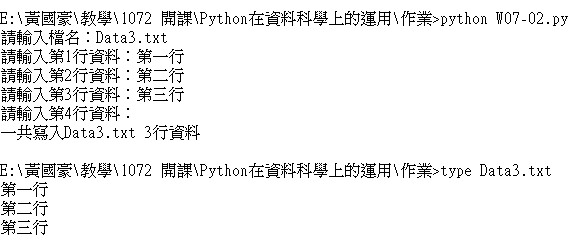 E:\黃國豪\教學\1072 開課\Python在資料科學上的運用\作業>python W07-02.py
請輸入檔名：Data3.txt
請輸入第1行資料：第一行
請輸入第2行資料：第二行
請輸入第3行資料：第三行
請輸入第4行資料：
一共寫入Data3.txt 3行資料
E:\黃國豪\教學\1072 開課\Python在資料科學上的運用\作業>type Data3.txt
第一行
第二行
第三行